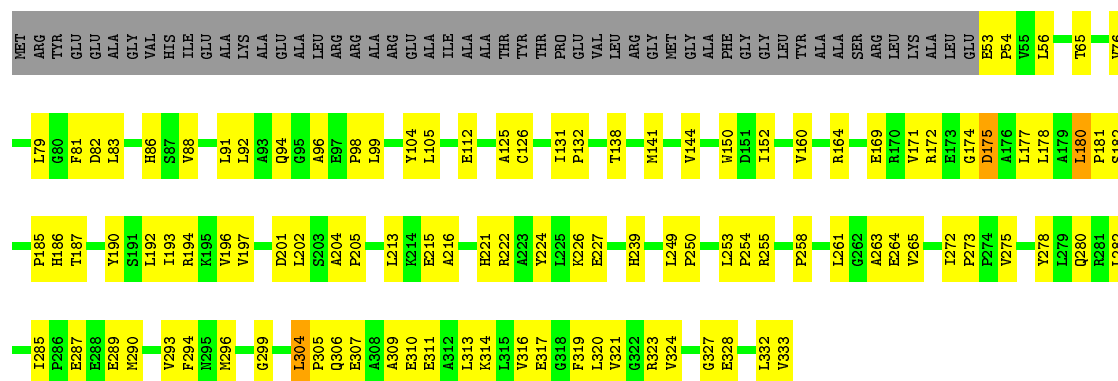 MET ARG TYR GLU GLU ALA GLY VAL HIS ILE GLU ALA LYS ALA GLU ALA LEU ARG ARG ALA ARG GLU ALA ILE ALA ALA THR TYR THR PRO GLU VAL LEU ARG GLY MET GLY ALA PHE GLY GLY LEU TYR ALA ALA SER ARG LEU LYS ALA LEU GLU E53 P54 V55 L56 T65 V76
L79 G80 F81 D82 L83 H86 S87 V88 L91 L92 A93 Q94 G95 A96 E97 P98 L99 Y104 L105 E112 A125 C126 I131 P132 T138 M141 V144 W150 D151 I152 V160 R164 E169 R170 V171 R172 E173 G174 D175 A176 L177 L178 A179 L180 P181 S182
P185 H186 T187 Y190 S191 L192 I193 R194 K195 V196 V197 D201 L202 S203 A204 P205 L213 K214 E215 A216 H221 R222 A223 Y224 L225 K226 E227 H239 L249 P250 L253 P254 R255 P258 L261 G262 A263 E264 V265 I272 P273 P274 V275 Y278 L279 Q280 R281 L282
I285 P286 E287 E288 E289 M290 V293 F294 N295 M296 G299 L304 P305 Q306 E307 A308 A309 E310 E311 A312 L313 K314 L315 V316 E317 G318 F319 L320 V321 G322 R323 V324 G327 E328 L332 V333